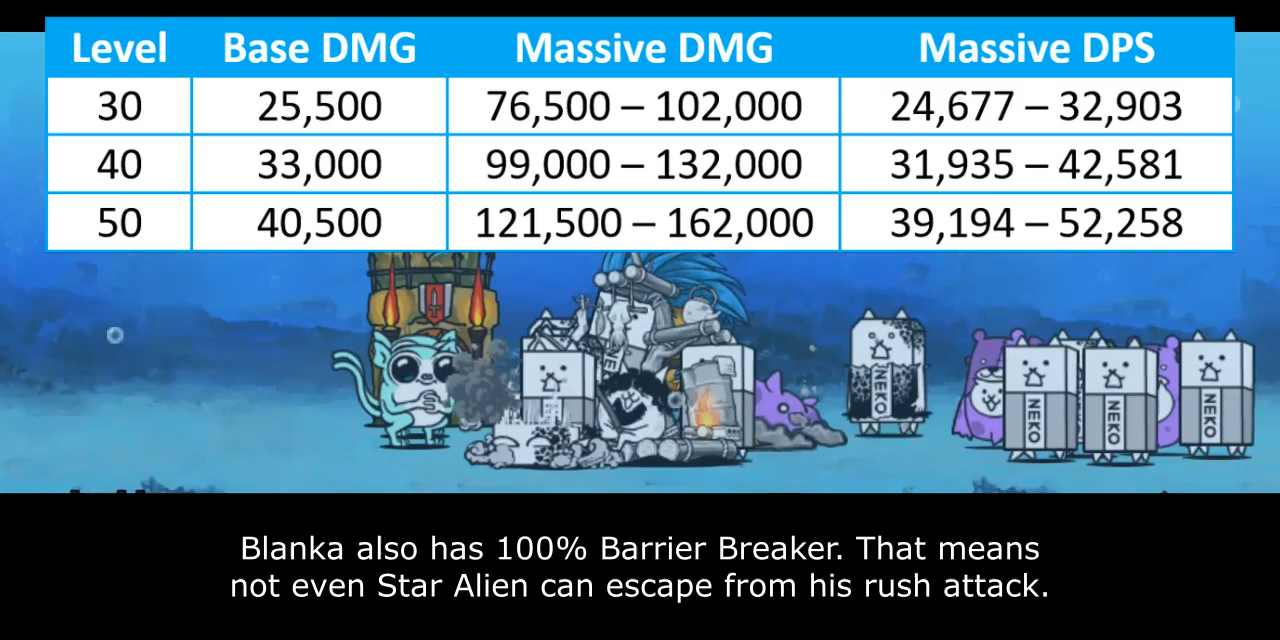 Level Base DMG Massive DMG Massive DPS
30 25,500 76,500 – 102,000 24,677 – 32,903
40 33,000 99,000 – 132,000 31,935 – 42,581
50 40,500 121,500 – 162,000 39,194 – 52,258
NEKO
NEKO
NEKO
NEKO
Blanka also has 100% Barrier Breaker. That means
not even Star Alien can escape from his rush attack.